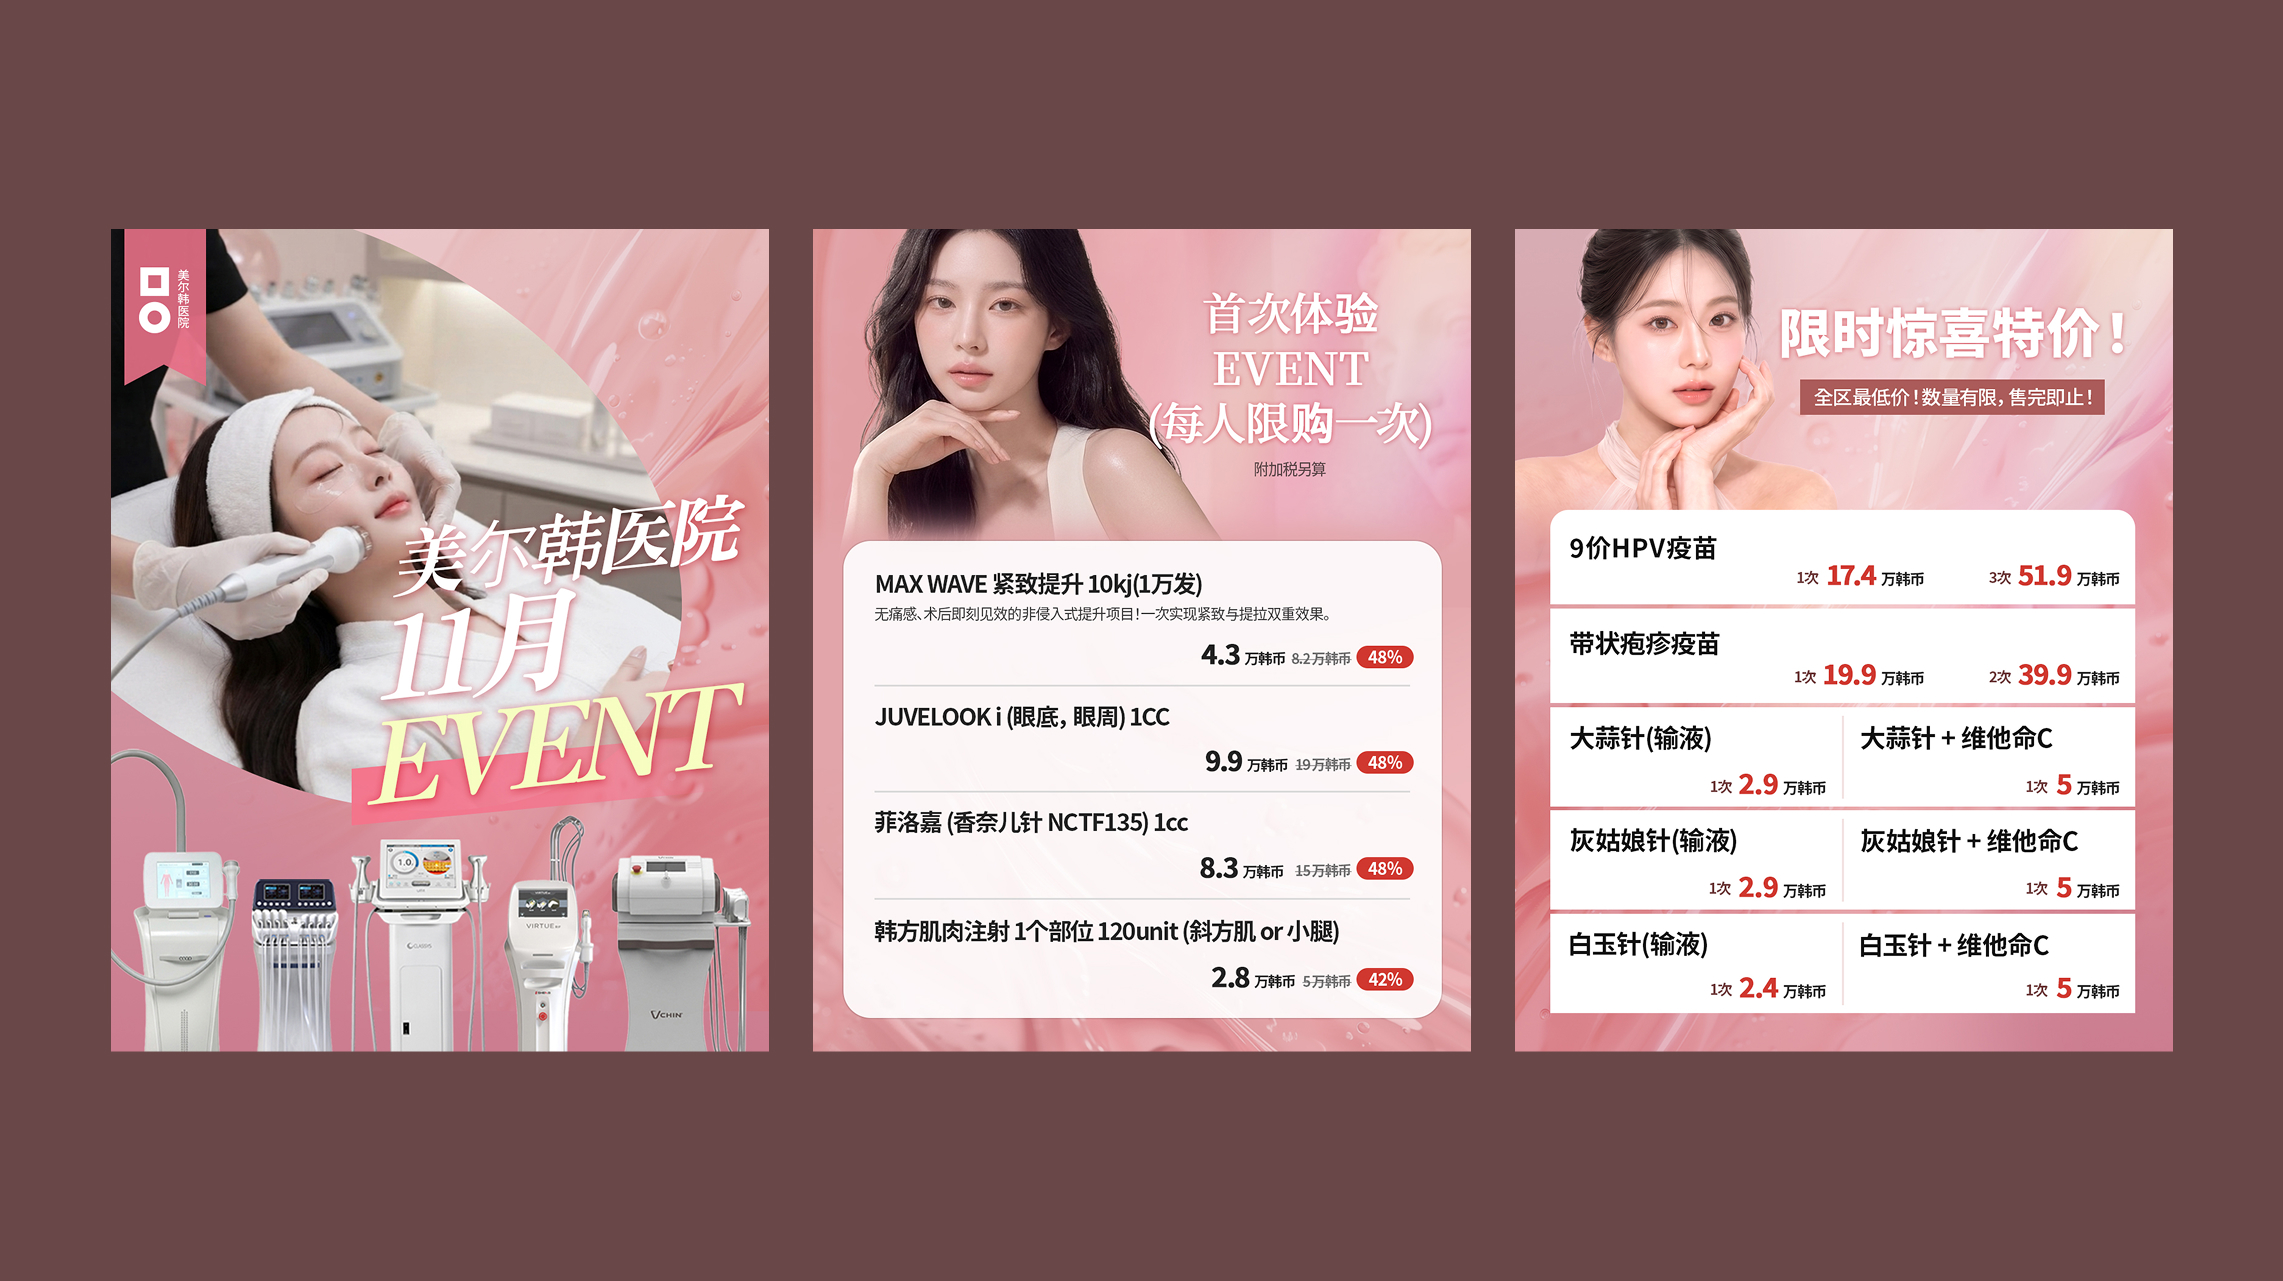 美尔韩医院
美尔韩医院
11月
EVENT
1.0
VIRTUE
CLASSYS
VCHIN
首次体验
EVENT
(每人限购一次)
附加税另算
MAX WAVE 紧致提升 10kj(1万发)
无痛感、术后即刻见效的非侵入式提升项目!一次实现紧致与提拉双重效果。
4.3 万韩币 8.2万韩币 48%
JUVELOOK i (眼底, 眼周) 1CC
9.9 万韩币 19万韩币 48%
菲洛嘉 (香奈儿针 NCTF135) 1cc
8.3 万韩币 15万韩币 48%
韩方肌肉注射 1个部位 120unit (斜方肌 or 小腿)
2.8 万韩币 5万韩币 42%
限时惊喜特价!
全区最低价!数量有限, 售完即止!
9价HPV疫苗
1次 17.4 万韩币 3次 51.9 万韩币
带状疱疹疫苗
1次 19.9 万韩币 2次 39.9 万韩币
大蒜针(输液)
1次 2.9 万韩币
大蒜针 + 维他命C
1次 5 万韩币
灰姑娘针(输液)
1次 2.9 万韩币
灰姑娘针 + 维他命C
1次 5 万韩币
白玉针(输液)
1次 2.4 万韩币
白玉针 + 维他命C
1次 5 万韩币